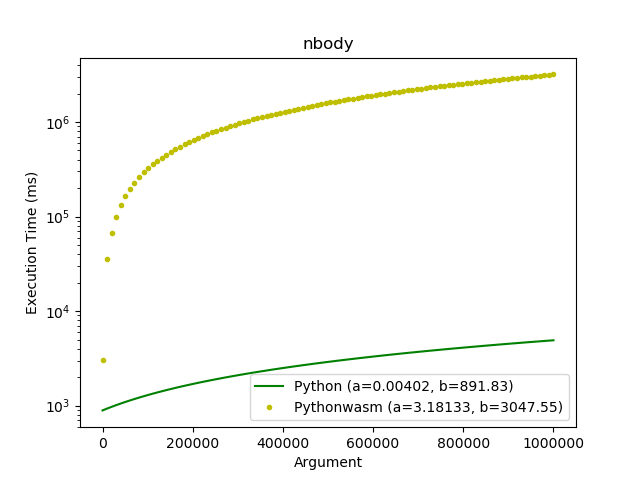 nbody
Execution Time (ms)
10^6
10^5
10^4
10^3
Python (a=0.00402, b=891.83)
Pythonwasm (a=3.18133, b=3047.55)
0 200000 400000 600000 800000 1000000
Argument